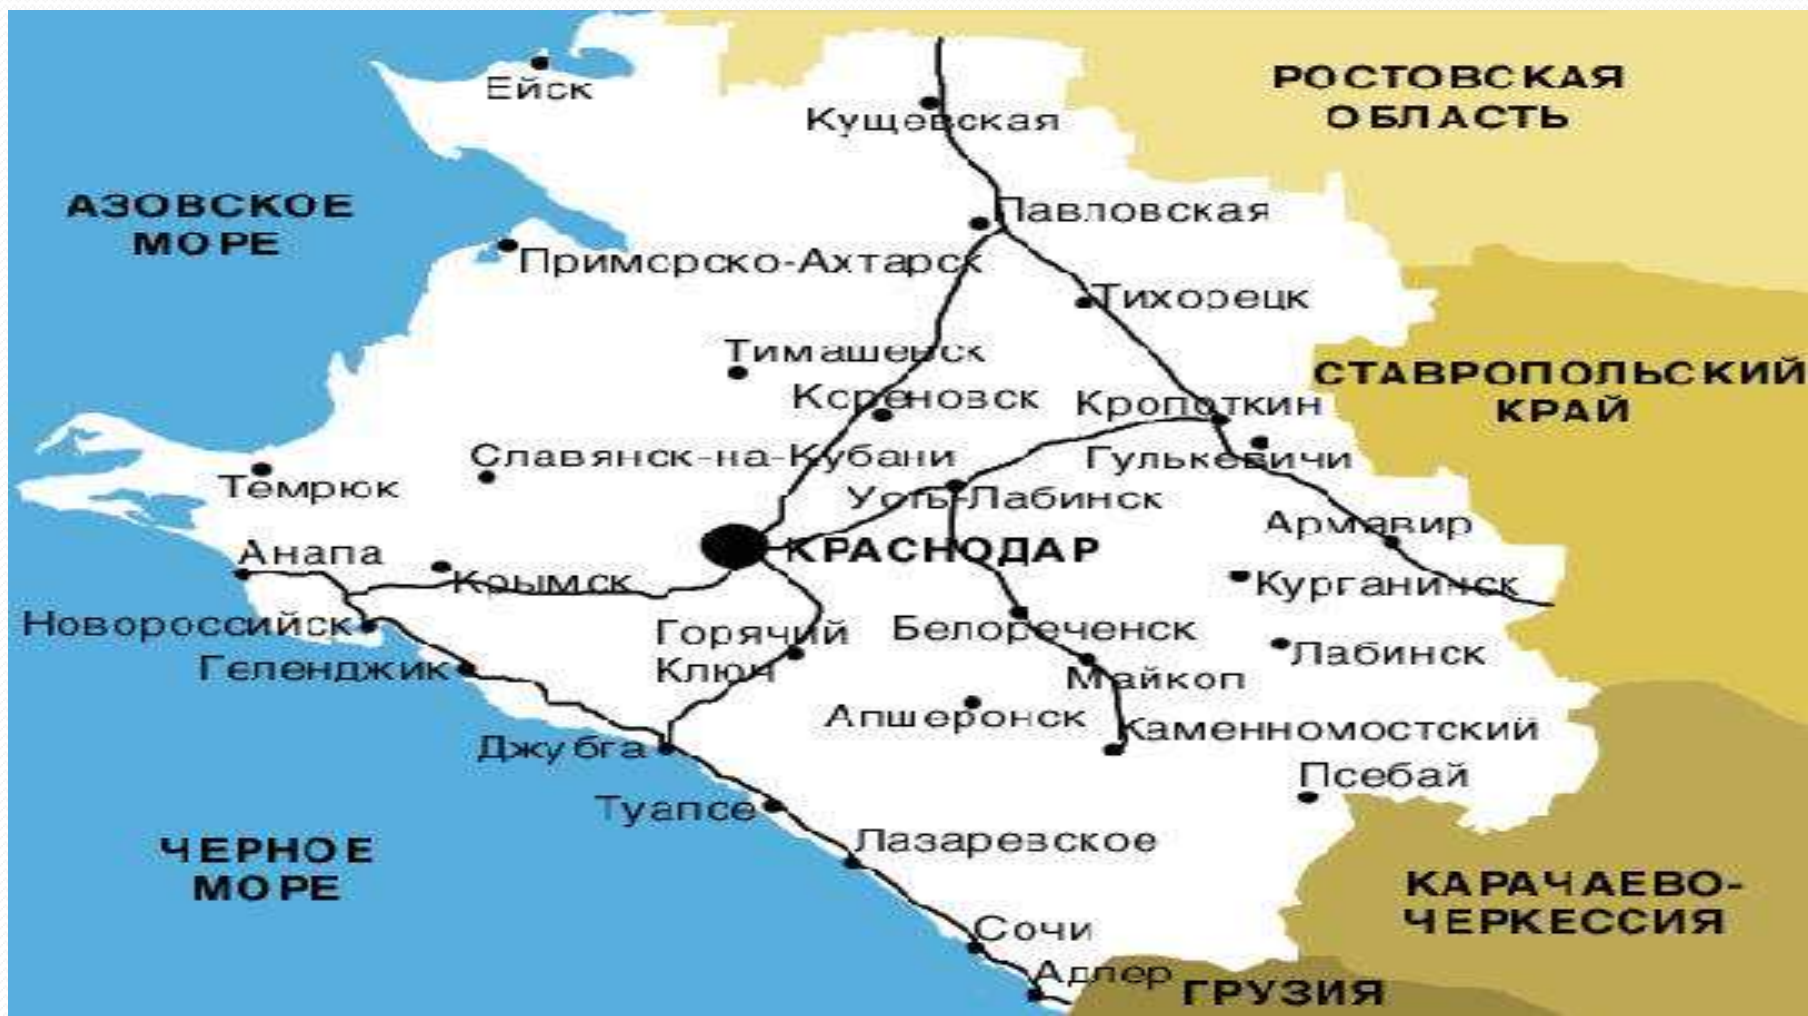 Ейск
РОСТОВСКАЯ
ОБЛАСТЬ
Кущевская
АЗОВСКОЕ
МОРЕ
Павловская
Приморско-Ахтарск
Тихорецк
Тимашевск
СТАВРОПОЛЬСКИЙ
КРАЙ
Кореновск
Кропоткин
Славянск-на-Кубани
Гулькевичи
Темрюк
Усть-Лабинск
Армавир
Анапа
КРАСНОДАР
Крымск
Курганинск
Новороссийск
Горячий
Ключ
Белореченск
Лабинск
Геленджик
Майкоп
Апшеронск
Каменномостский
Джубга
Псебай
Туапсе
Лазаревское
ЧЕРНОЕ
МОРЕ
КАРАЧАЕВО-
ЧЕРКЕССИЯ
Сочи
Адлер
ГРУЗИЯ